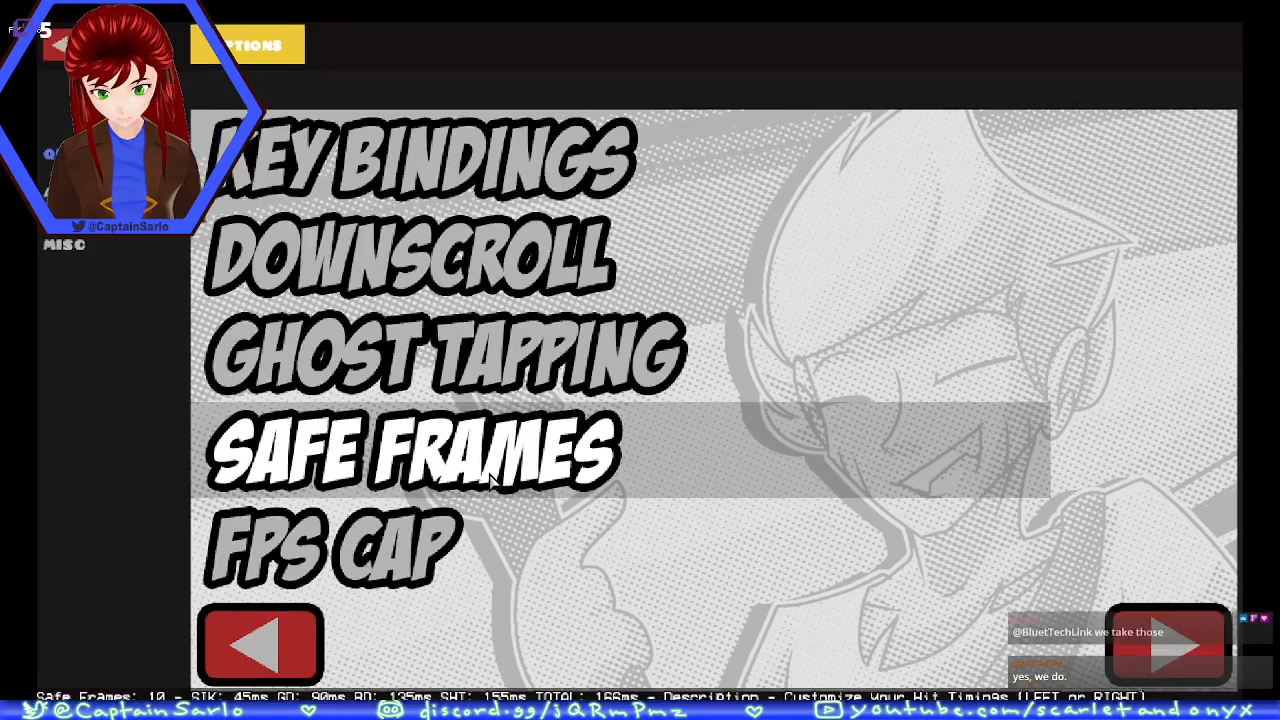 5
OPTIONS
@CaptainSarlo
MISC
KEY BINDINGS
DOWNSCROLL
GHOST TAPPING
SAFE FRAMES
FPS CAP
@BluetTechLink we take those
yes, we do.
Safe Frames: 10 - SIK: 45ms GD: 90ms BD: 135ms SHT: 155ms TOTAL: 166ms - Description - Customize Your Hit Timings (LEFT or RIGHT)
@CaptainSarlo discord.gg/jQRmPmz youtube.com/scarletandonyx